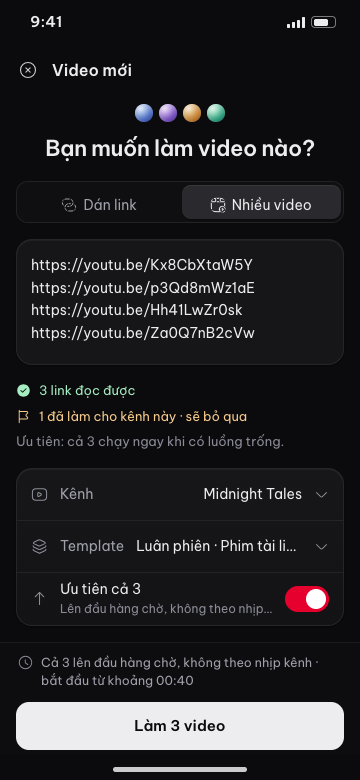 9:41
Video mới
Bạn muốn làm video nào?
Dán link
Nhiều video
https://youtu.be/Kx8CbXtaW5Y
https://youtu.be/p3Qd8mWz1aE
https://youtu.be/Hh41LwZr0sk
https://youtu.be/Za0Q7nB2cVw
3 link đọc được
1 đã làm cho kênh này · sẽ bỏ qua
Ưu tiên: cả 3 chạy ngay khi có luồng trống.
Kênh
Midnight Tales
Template
Luân phiên · Phim tài li...
Ưu tiên cả 3
Lên đầu hàng chờ, không theo nhịp...
Cả 3 lên đầu hàng chờ, không theo nhịp kênh ·
bắt đầu từ khoảng 00:40
Làm 3 video